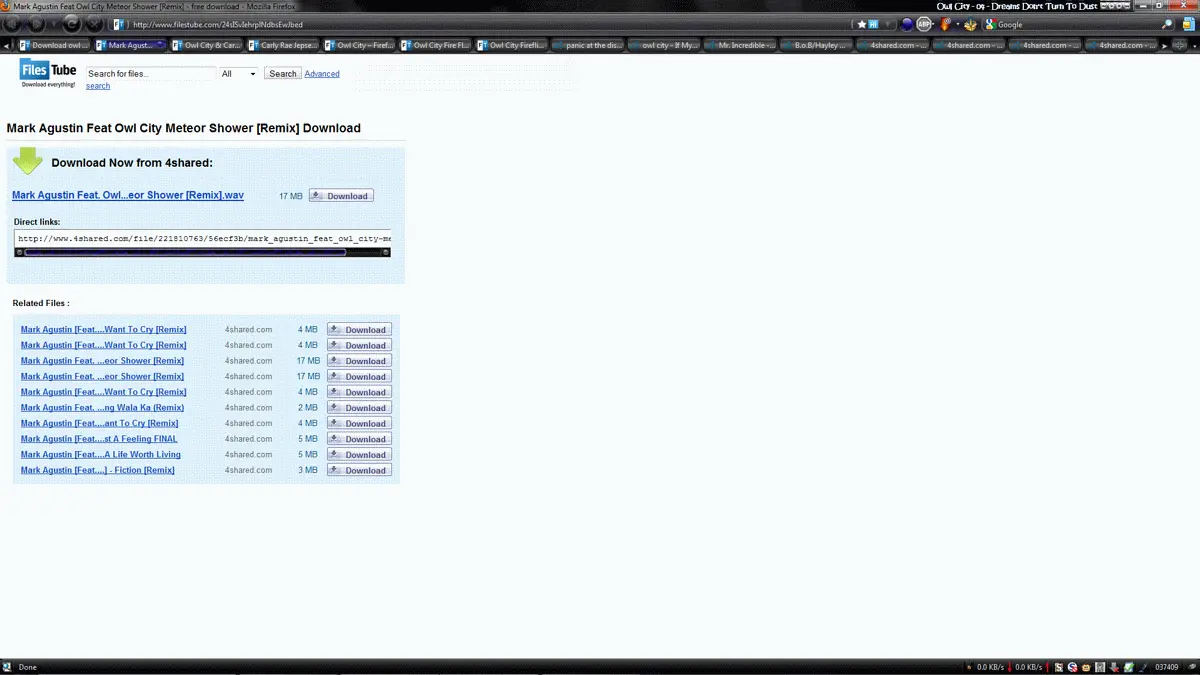 Mark Agustin Feat Owl City Meteor Shower [Remix] - free download - Mozilla Firefox
Owl City - 09 - Dreams Don't Turn To Dust
FT http://www.filestube.com/24sISvIehrpINdbsEwJbed
Hi ABP Google
FT Download owl ... FT Mark Agust... FT Owl City & Car... FT Carly Rae Jepse... FT Owl City – Firef... FT Owl City Fire Fl... FT Owl City Firefli... panic at the dis... owl city - If My... Mr. Incredible -... B.o.B/Hayley ... 4shared.com - ... 4shared.com - ... 4shared.com - ... 4shared.com - ...
Files Tube
Download everything!
Search for files... All Search Advanced
search
Mark Agustin Feat Owl City Meteor Shower [Remix] Download
Download Now from 4shared:
Mark Agustin Feat. Owl...eor Shower [Remix].wav 17 MB Download
Direct links:
http://www.4shared.com/file/221810763/56ecf3b/mark_agustin_feat_owl_city-me
Related Files :
Mark Agustin [Feat....Want To Cry [Remix] 4shared.com 4 MB Download
Mark Agustin [Feat....Want To Cry [Remix] 4shared.com 4 MB Download
Mark Agustin Feat. ...eor Shower [Remix] 4shared.com 17 MB Download
Mark Agustin Feat. ...eor Shower [Remix] 4shared.com 17 MB Download
Mark Agustin [Feat....Want To Cry [Remix] 4shared.com 4 MB Download
Mark Agustin Feat. ...ng Wala Ka (Remix) 4shared.com 2 MB Download
Mark Agustin [Feat....ant To Cry [Remix] 4shared.com 4 MB Download
Mark Agustin [Feat....st A Feeling FINAL 4shared.com 5 MB Download
Mark Agustin [Feat....A Life Worth Living 4shared.com 5 MB Download
Mark Agustin [Feat....] - Fiction [Remix] 4shared.com 3 MB Download
Done
0.0 KB/s 0.0 KB/s 037409